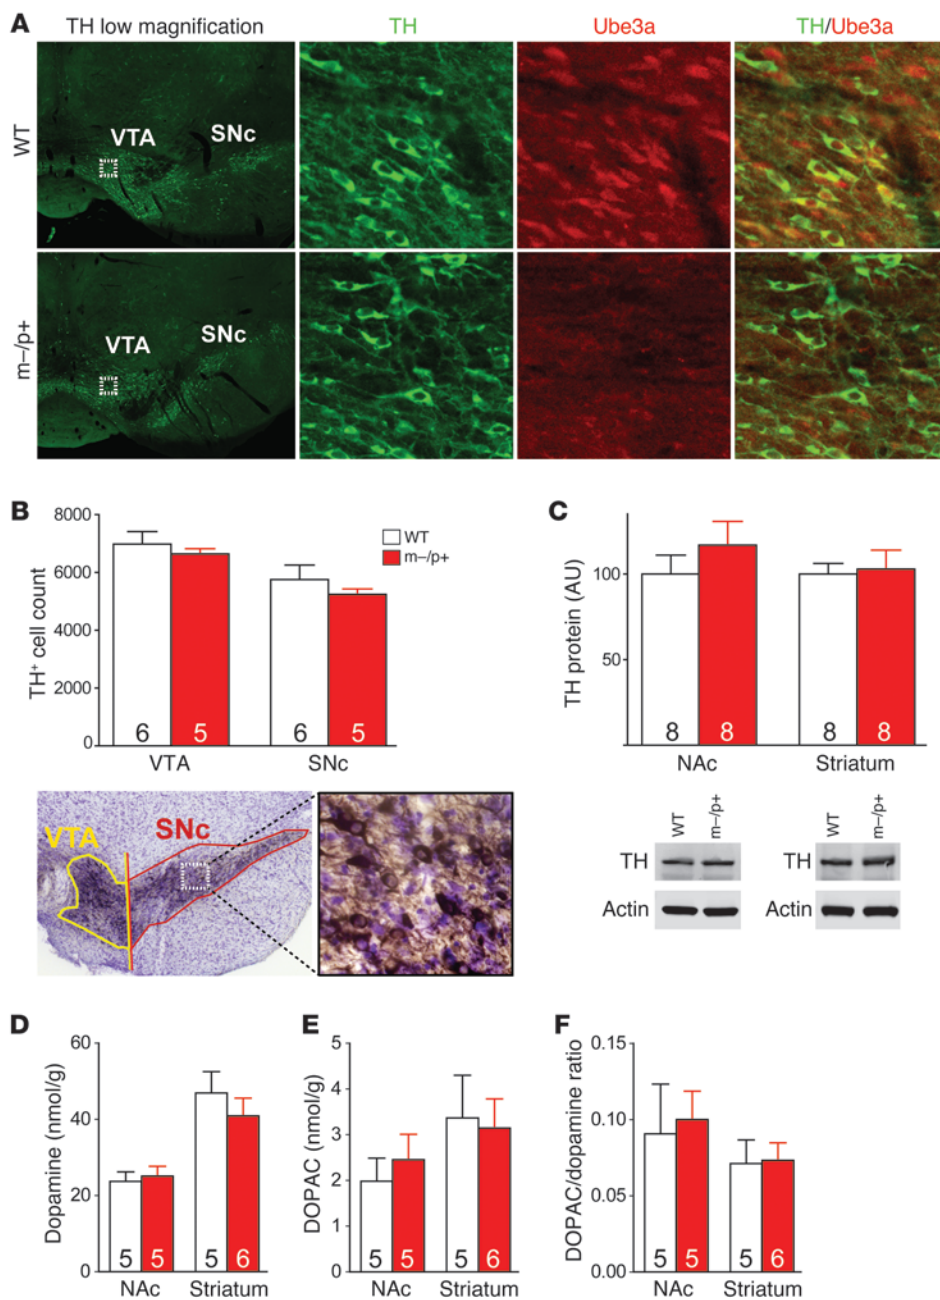 A
TH low magnification
TH
Ube3a
TH/Ube3a
WT
VTA
SNc
m–/p+
VTA
SNc
B
8000
6000
4000
2000
0
TH+ cell count
WT
m–/p+
6
5
6
5
VTA
SNc
VTA
SNc
C
100
50
TH protein (AU)
8
8
8
8
NAc
Striatum
WT
m–/p+
WT
m–/p+
TH
TH
Actin
Actin
D
60
40
20
0
Dopamine (nmol/g)
5
5
5
6
NAc
Striatum
E
5
4
3
2
1
0
DOPAC (nmol/g)
5
5
5
6
NAc
Striatum
F
0.15
0.10
0.05
0.00
DOPAC/dopamine ratio
5
5
5
6
NAc
Striatum